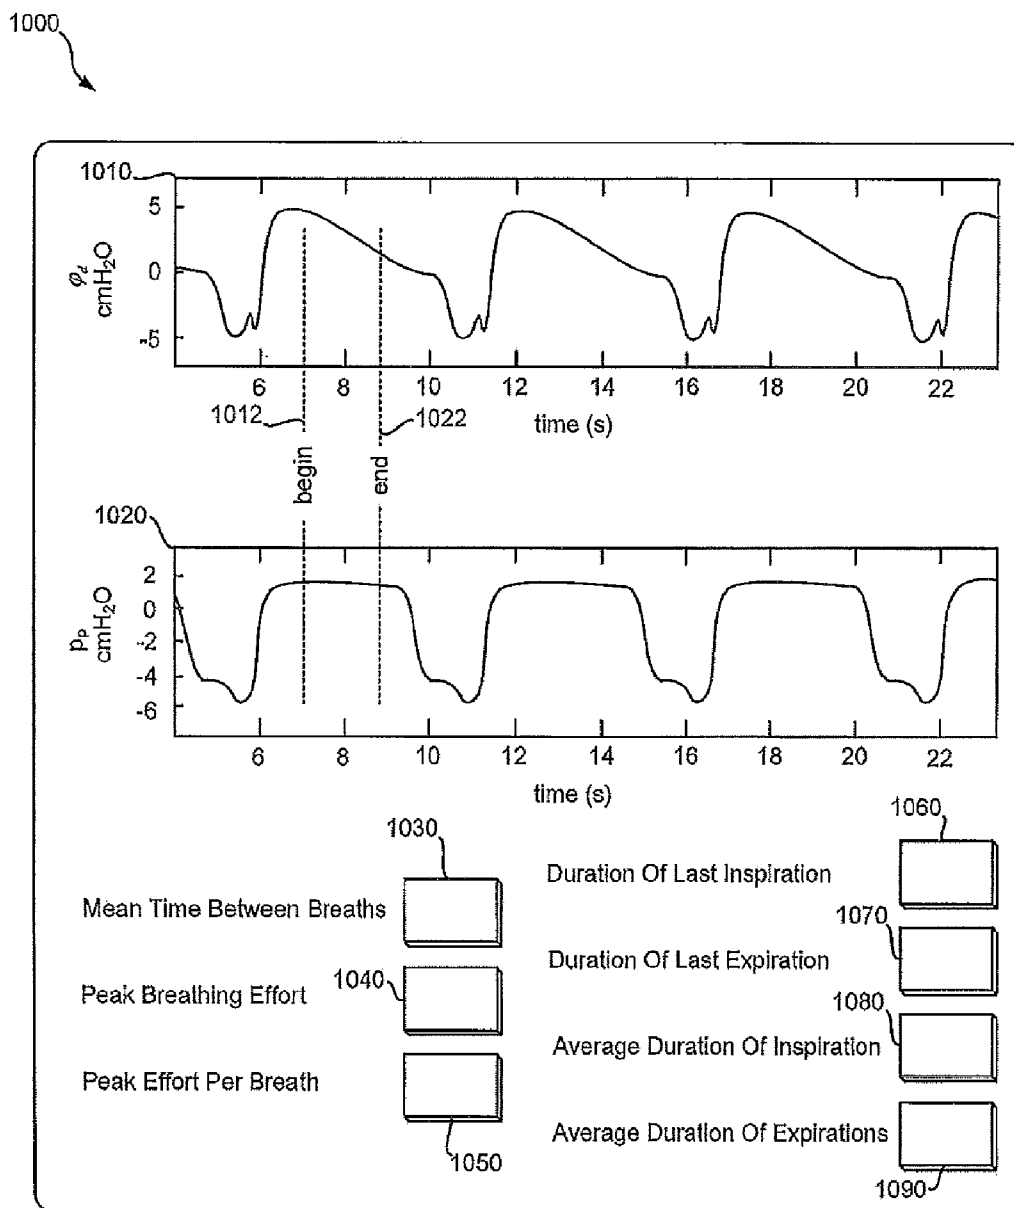 1000
1010
5
0
-5
φd
cmH2O
6 8 10 12 14 16 18 20 22
1012
1022
time (s)
begin
end
1020
2
0
-2
-4
-6
pp
cmH2O
6 8 10 12 14 16 18 20 22
time (s)
1030
Mean Time Between Breaths
Peak Breathing Effort
1040
Peak Effort Per Breath
1050
1060
Duration Of Last Inspiration
1070
Duration Of Last Expiration
1080
Average Duration Of Inspiration
Average Duration Of Expirations
1090